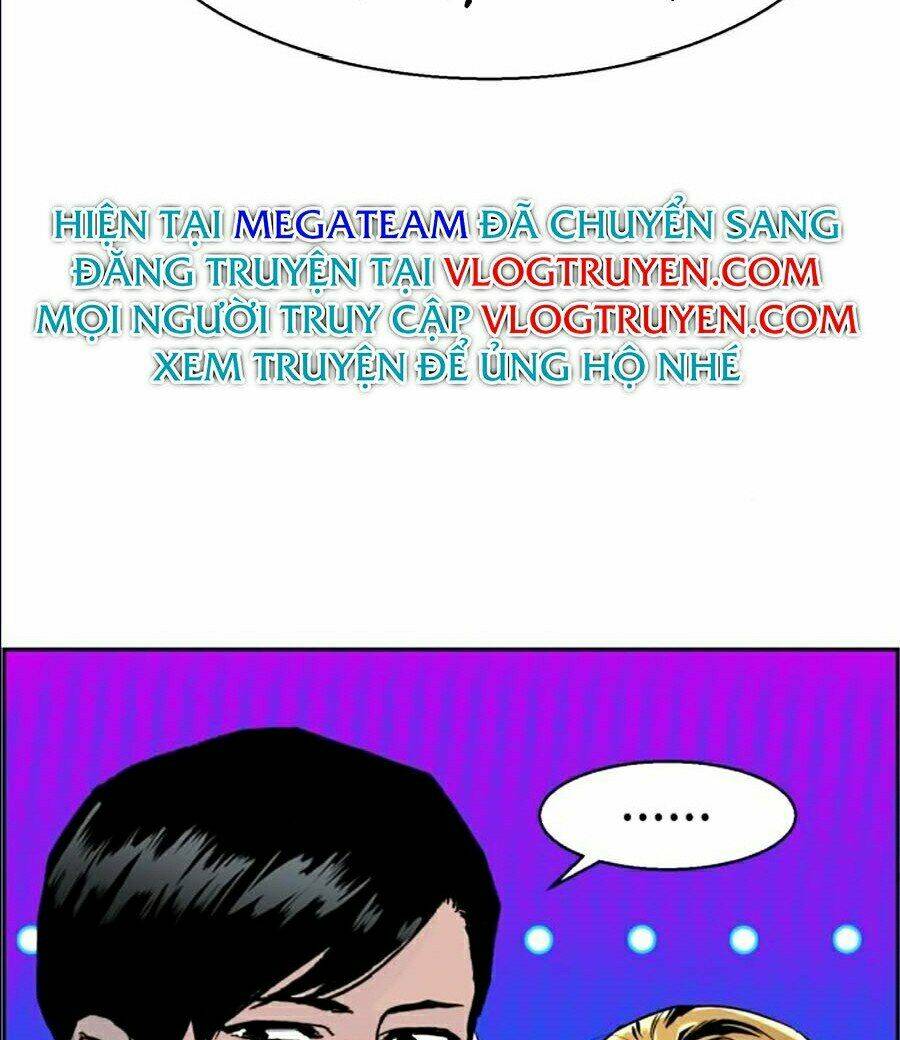 HIỆN TẠI MEGATEAM ĐÃ CHUYỂN SANG
ĐĂNG TRUYỆN TẠI VLOGTRUYEN.COM
MỌI NGƯỜI TRUY CẬP VLOGTRUYEN.COM
XEM TRUYỆN ĐỂ ỦNG HỘ NHÉ
......